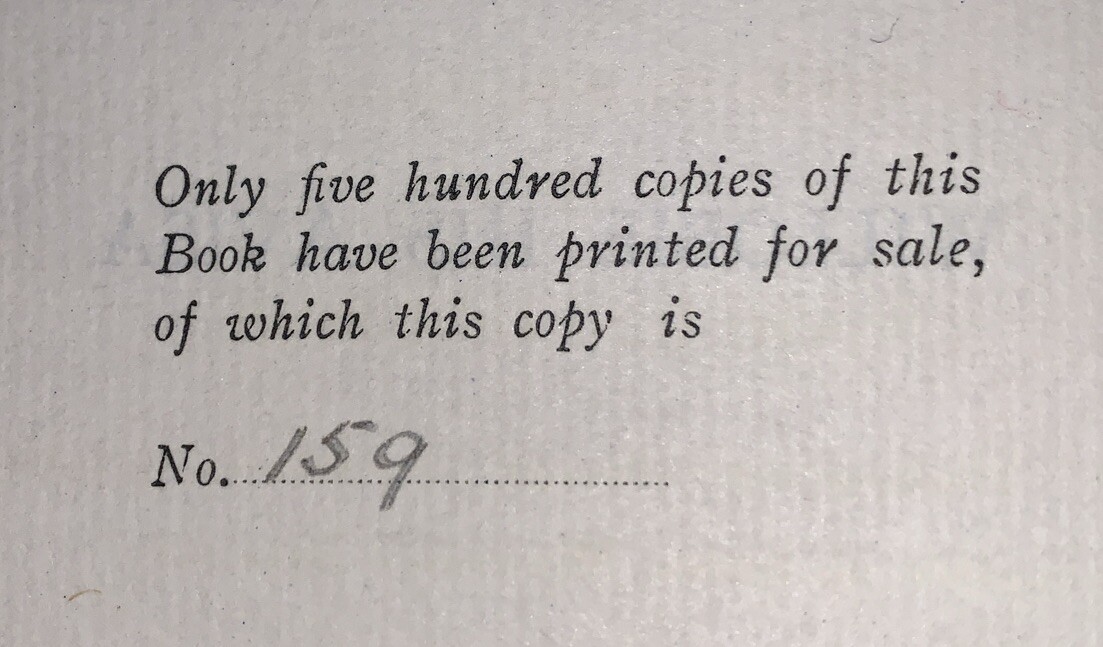 Only five hundred copies of this
Book have been printed for sale,
of which this copy is
No. 159